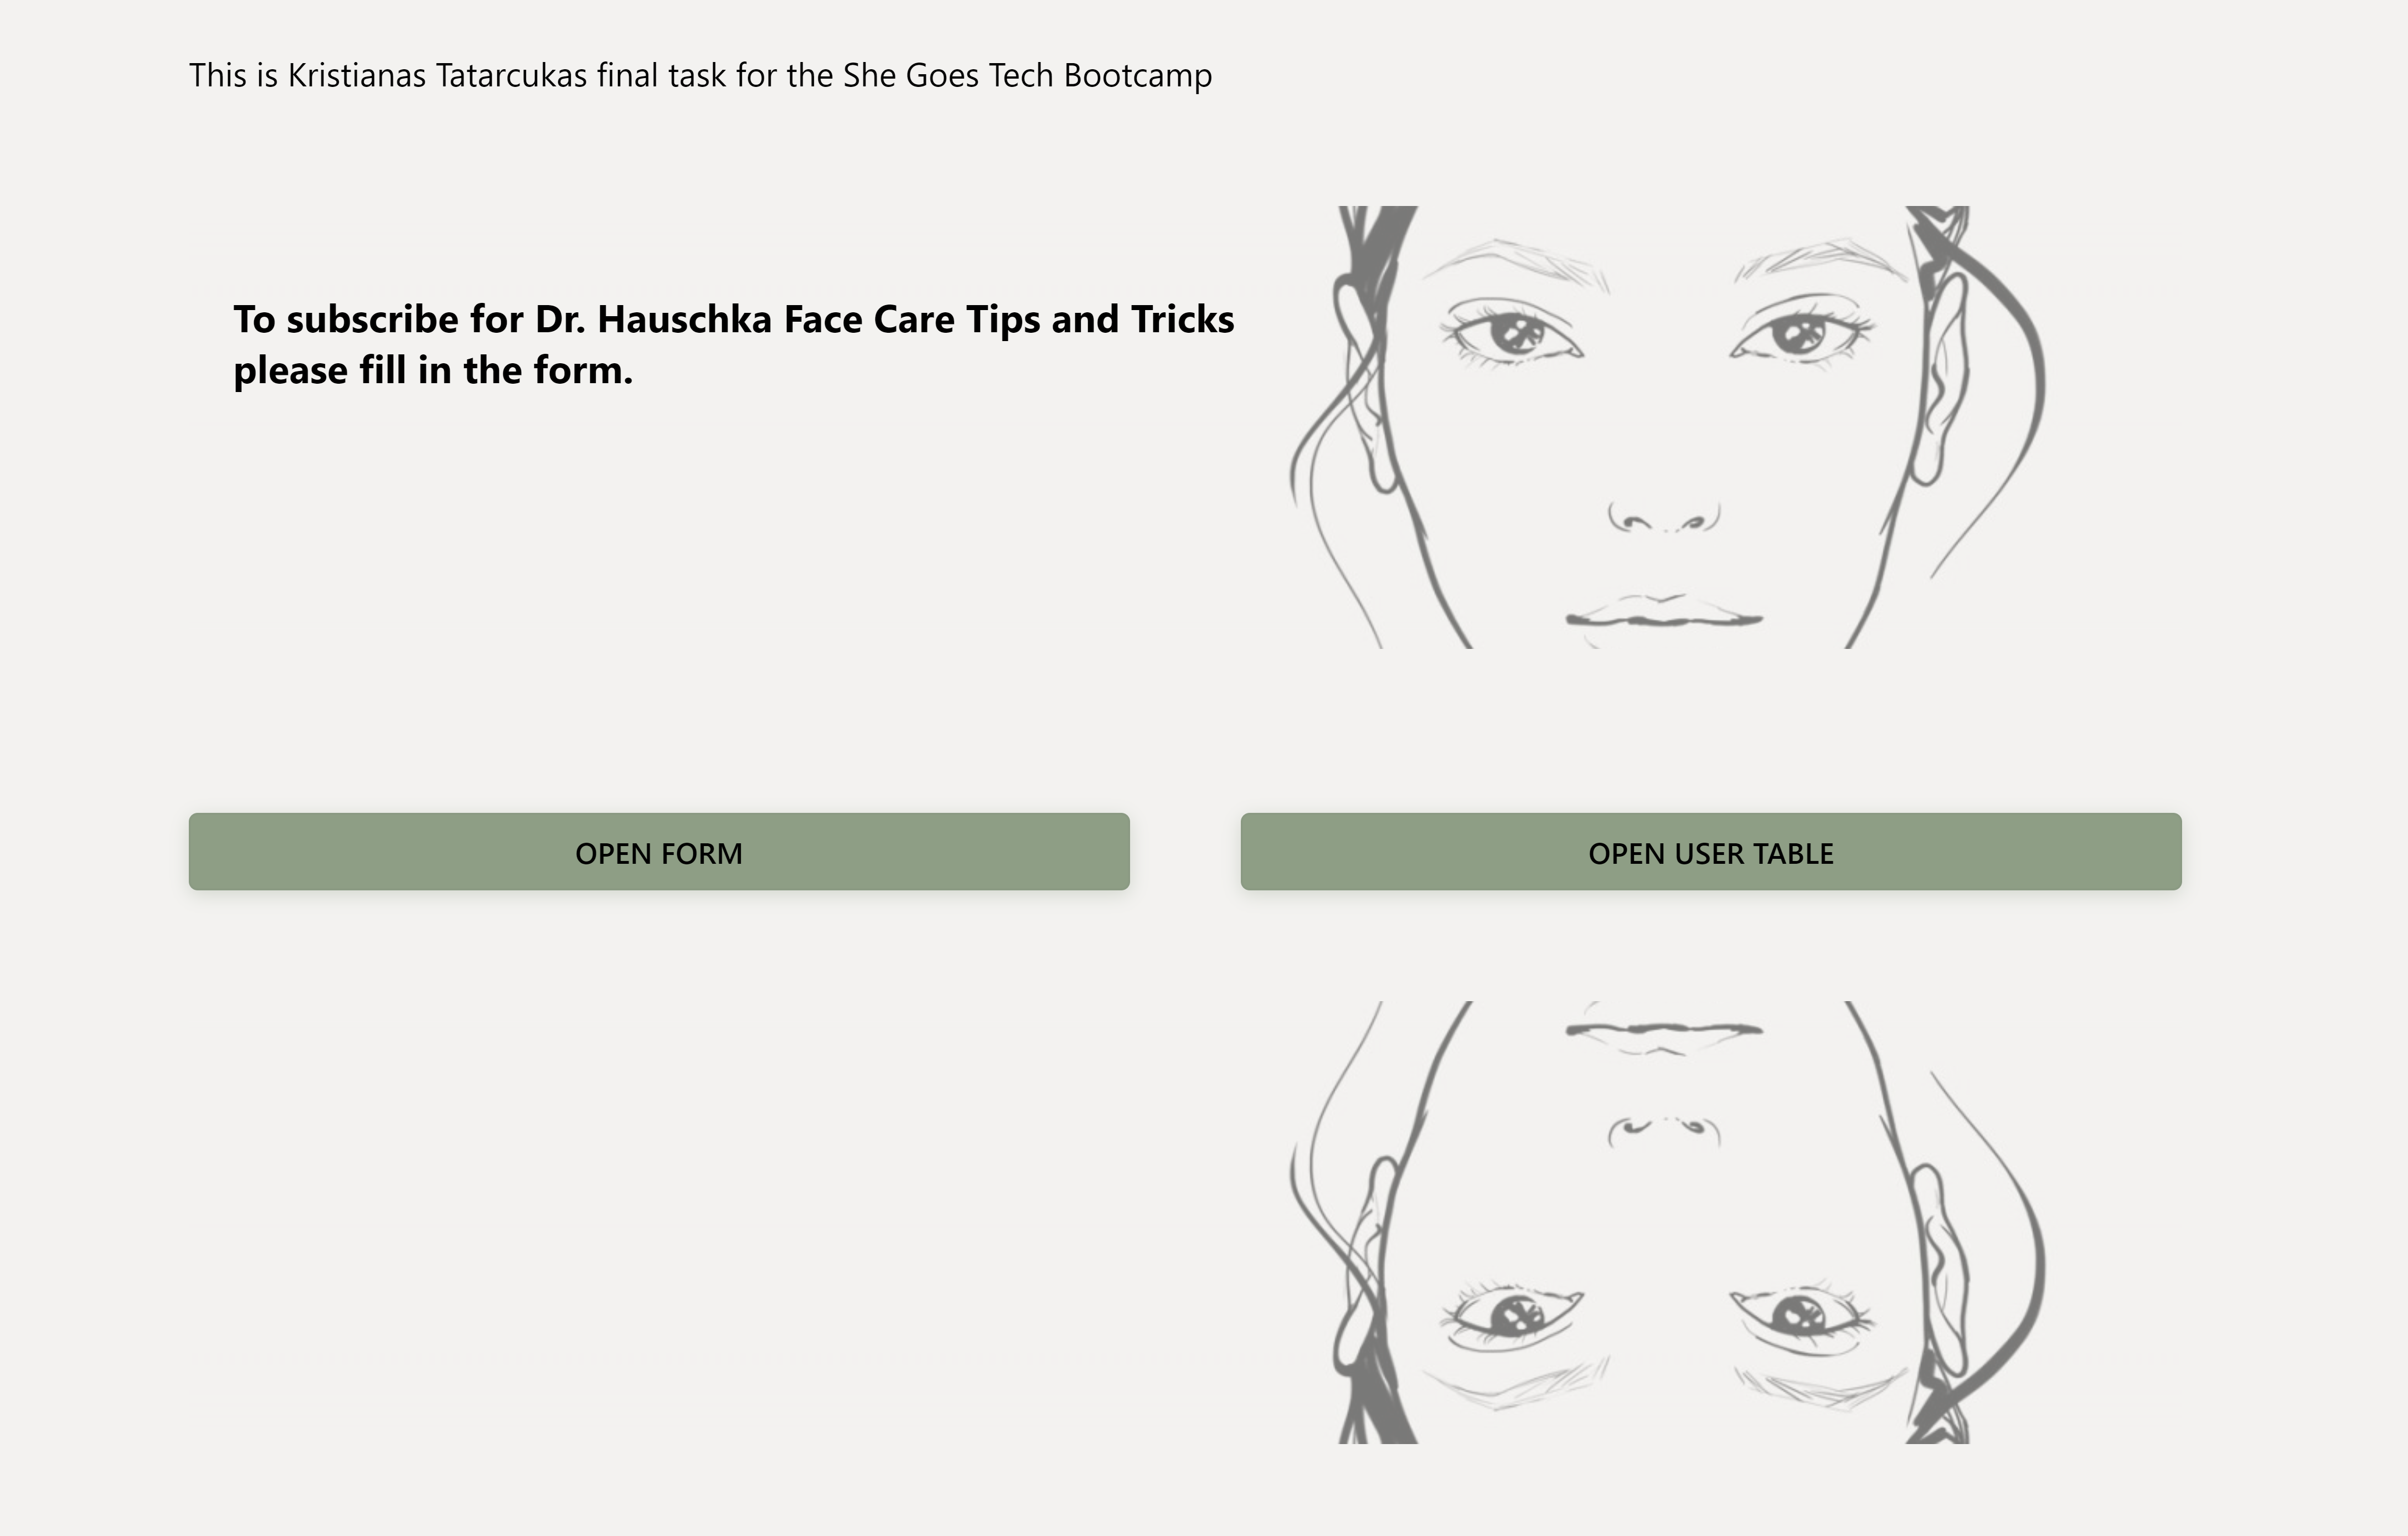 This is Kristianas Tatarcukas final task for the She Goes Tech Bootcamp
To subscribe for Dr. Hauschka Face Care Tips and Tricks
please fill in the form.
OPEN FORM
OPEN USER TABLE